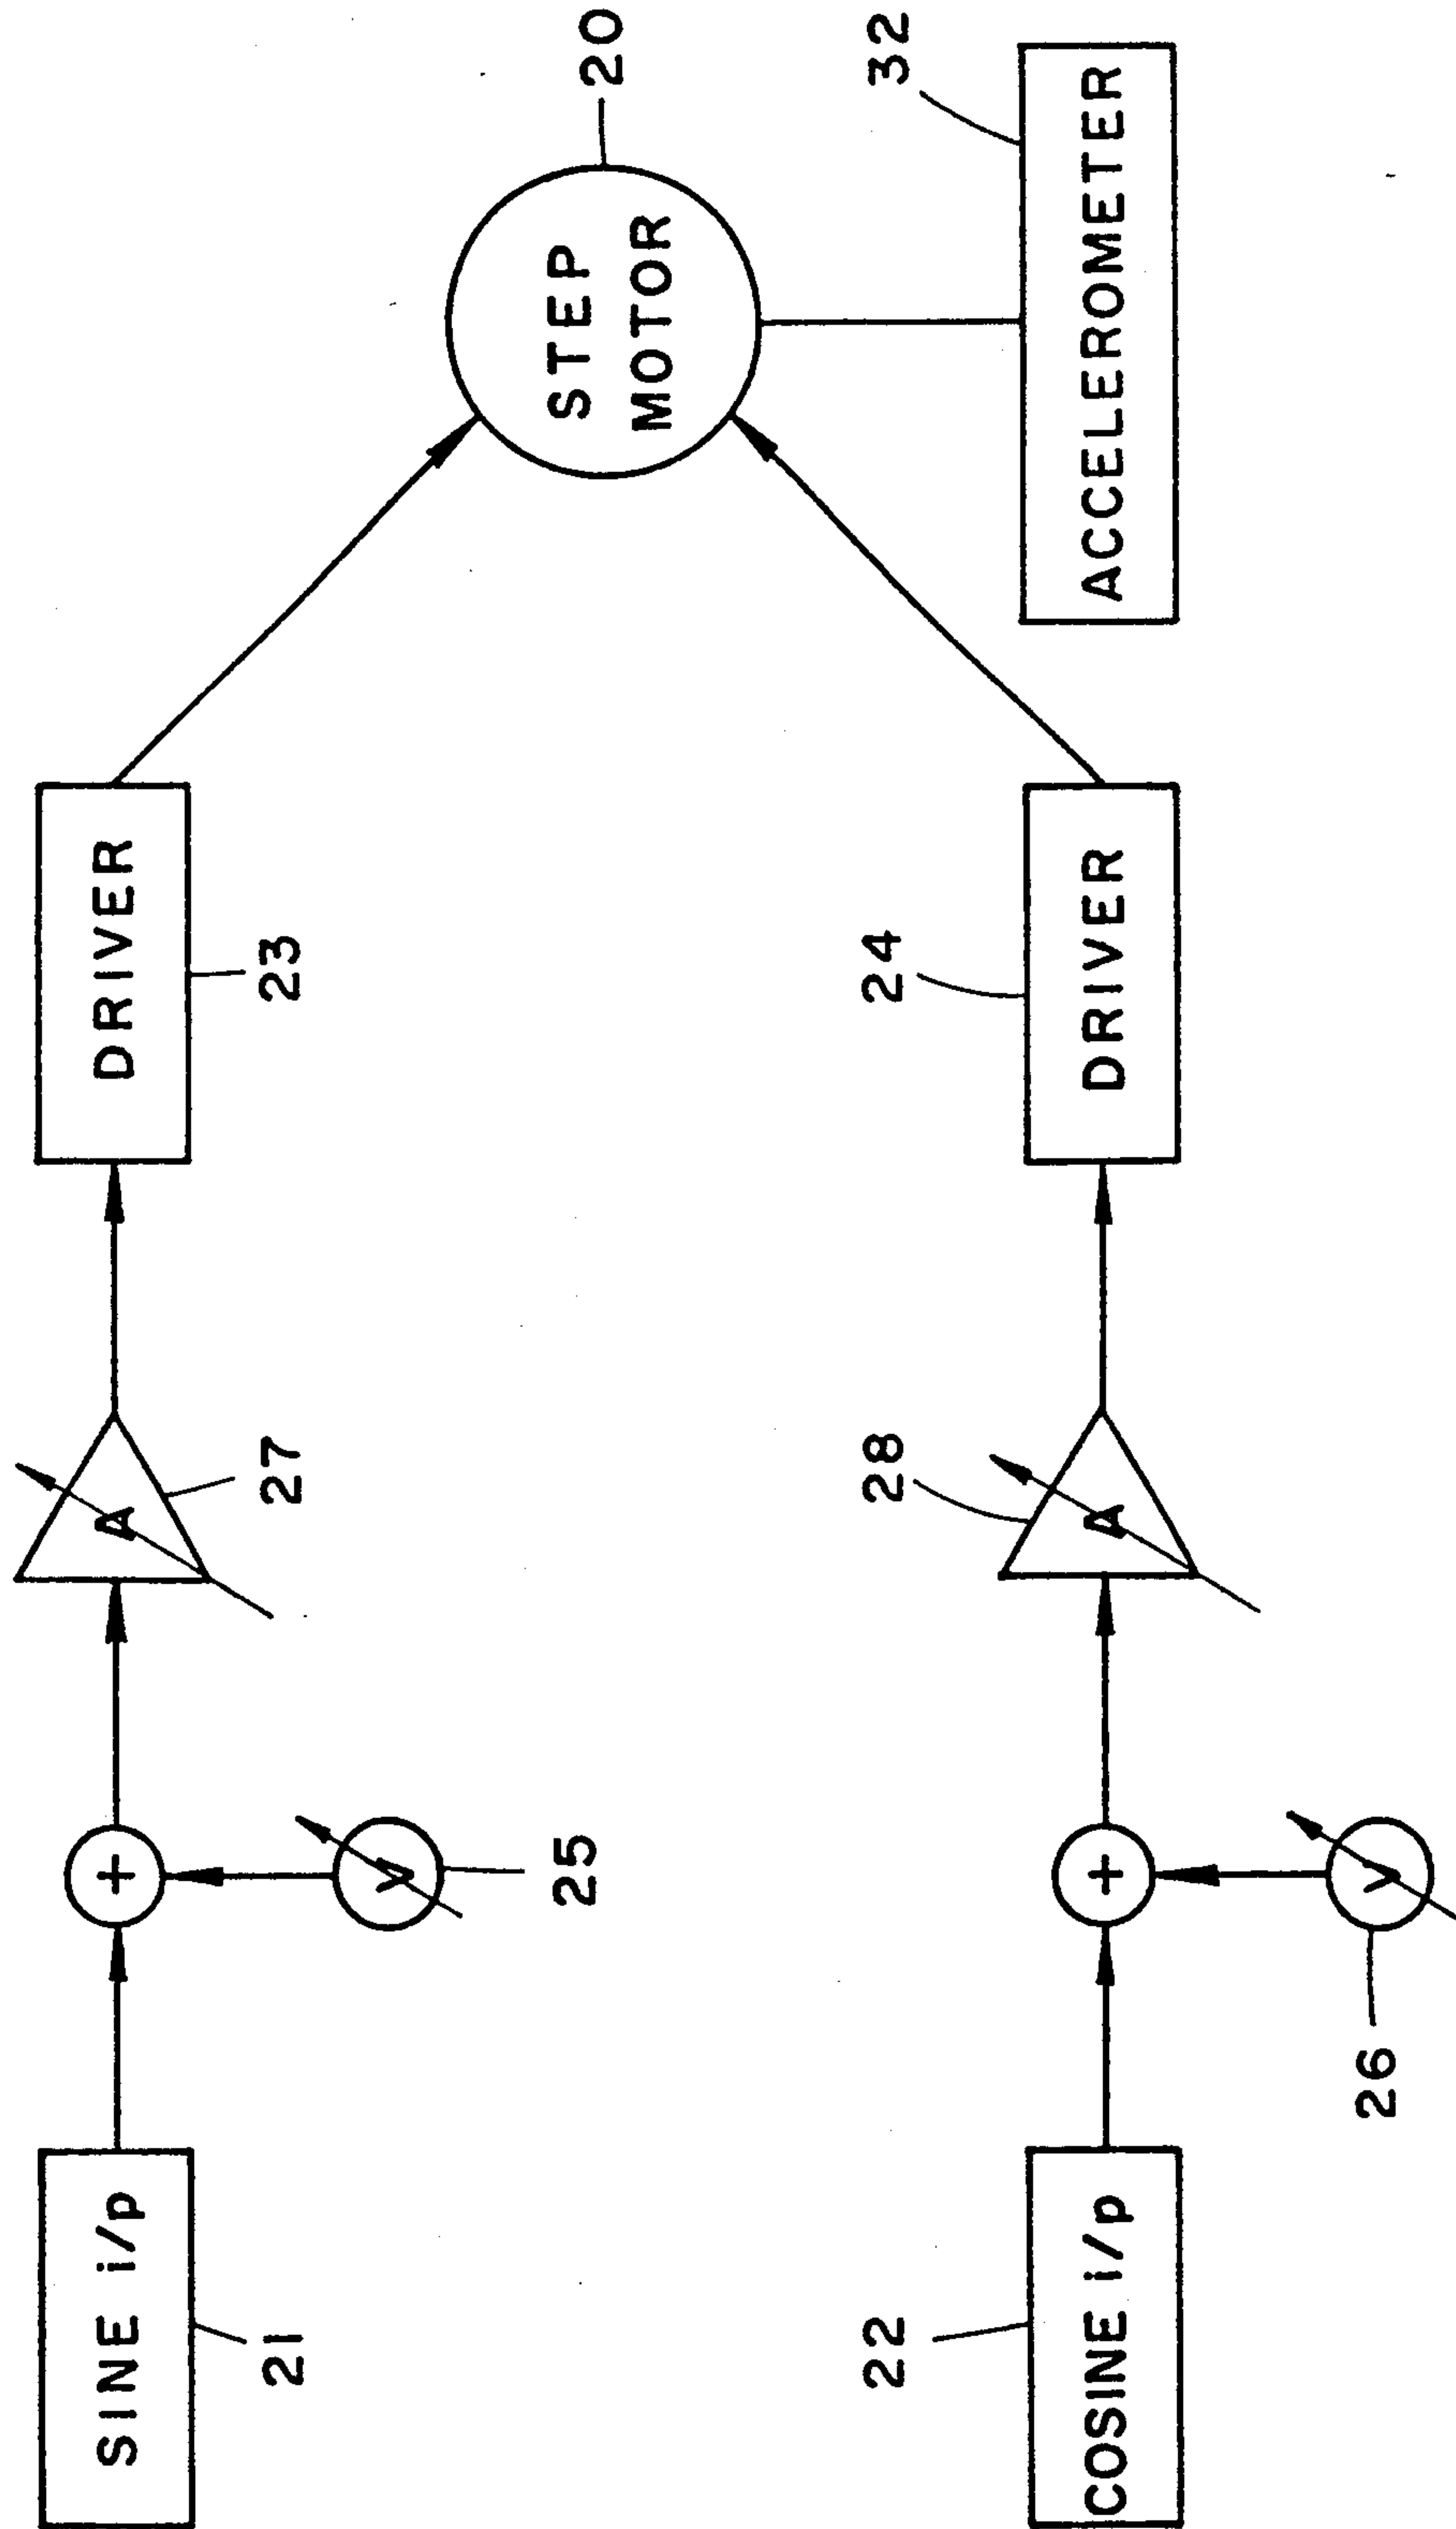 SINE i/p
21
+
V
25
A
27
DRIVER
23
STEP
MOTOR
20
COSINE i/p
22
+
V
26
A
28
DRIVER
24
ACCELEROMETER
32